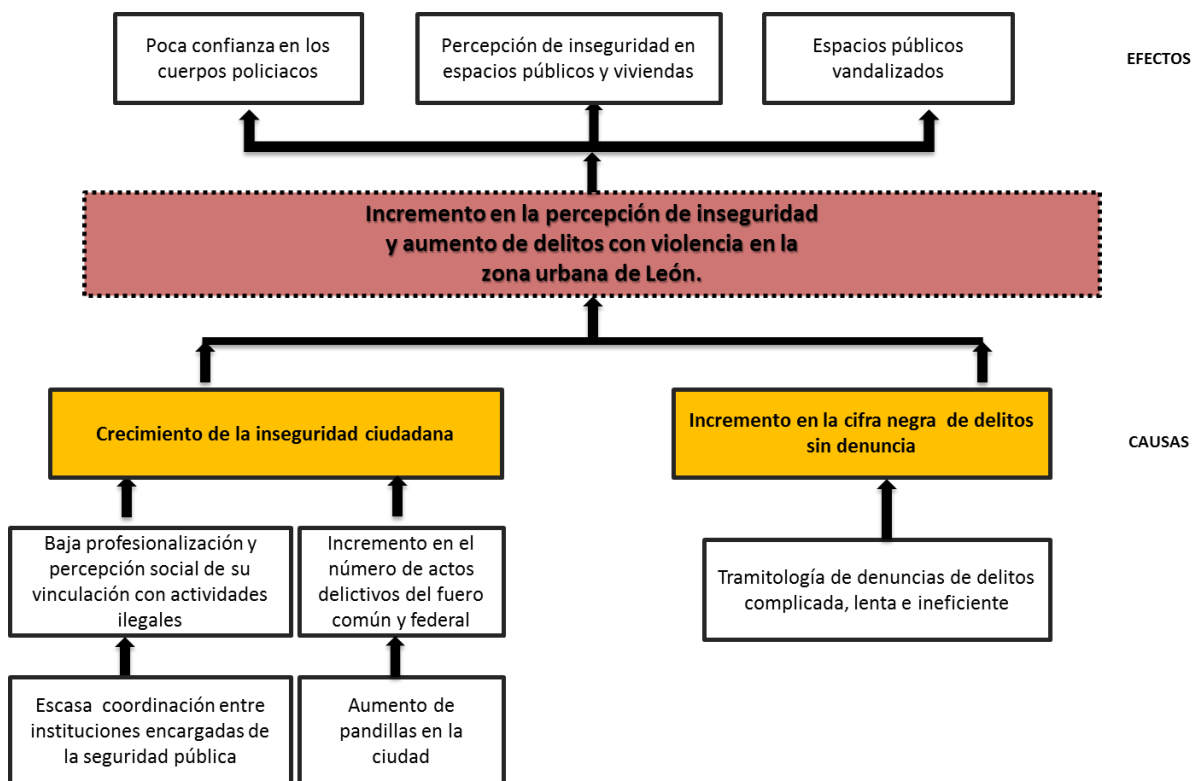 Poca confianza en los
cuerpos policiacos
Percepción de inseguridad en
espacios públicos y viviendas
Espacios públicos
vandalizados
EFECTOS
Incremento en la percepción de inseguridad
y aumento de delitos con violencia en la
zona urbana de León.
Crecimiento de la inseguridad ciudadana
Incremento en la cifra negra de delitos
sin denuncia
CAUSAS
Baja profesionalización y
percepción social de su
vinculación con actividades
ilegales
Incremento en el
número de actos
delictivos del fuero
común y federal
Tramitología de denuncias de delitos
complicada, lenta e ineficiente
Escasa coordinación entre
instituciones encargadas de
la seguridad pública
Aumento de
pandillas en la
ciudad